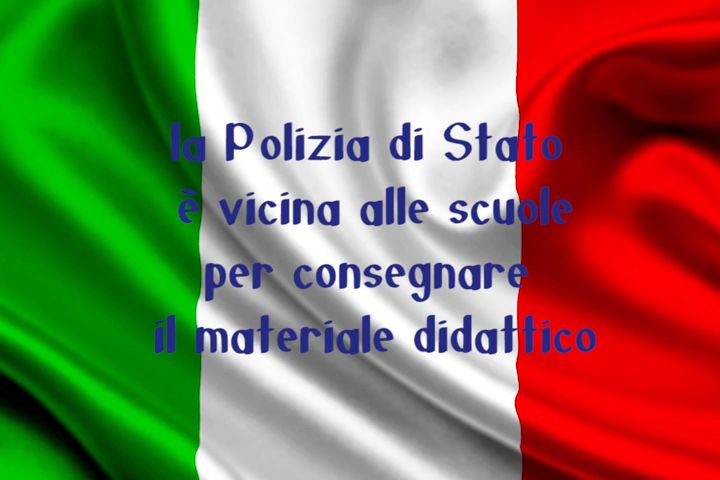 la Polizia di Stato
è vicina alle scuole
per consegnare
il materiale didattico